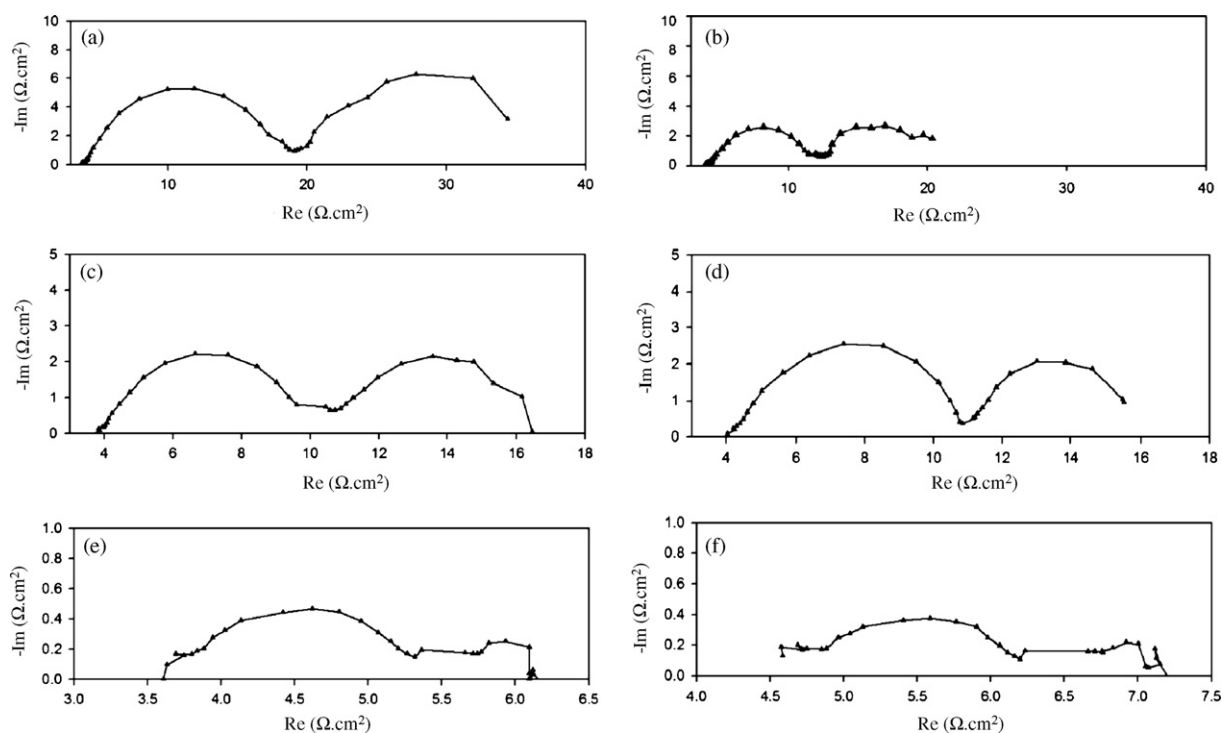 (a)
-Im (Ω.cm²)
10
8
6
4
2
0
10 20 30 40
Re (Ω.cm²)
(b)
-Im (Ω.cm²)
10
8
6
4
2
0
10 20 30 40
Re (Ω.cm²)
(c)
-Im (Ω.cm²)
5
4
3
2
1
0
4 6 8 10 12 14 16 18
Re (Ω.cm²)
(d)
-Im (Ω.cm²)
5
4
3
2
1
0
4 6 8 10 12 14 16 18
Re (Ω.cm²)
(e)
-Im (Ω.cm²)
1.0
0.8
0.6
0.4
0.2
0
3.0 3.5 4.0 4.5 5.0 5.5 6.0 6.5
Re (Ω.cm²)
(f)
-Im (Ω.cm²)
1.0
0.8
0.6
0.4
0.2
0
4.0 4.5 5.0 5.5 6.0 6.5 7.0 7.5
Re (Ω.cm²)